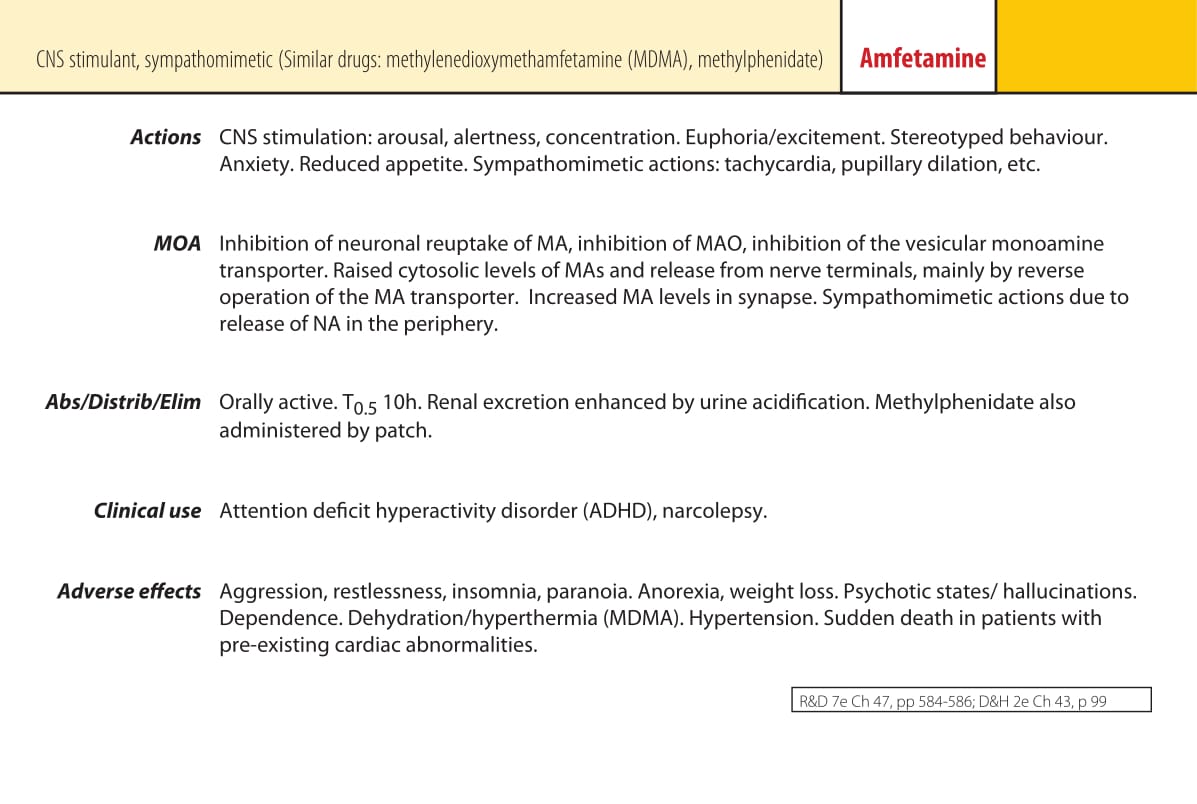 CNS stimulant, sympathomimetic (Similar drugs: methylenedioxymethamfetamine (MDMA), methylphenidate) Amfetamine
Actions CNS stimulation: arousal, alertness, concentration. Euphoria/excitement. Stereotyped behaviour.
Anxiety. Reduced appetite. Sympathomimetic actions: tachycardia, pupillary dilation, etc.
MOA Inhibition of neuronal reuptake of MA, inhibition of MAO, inhibition of the vesicular monoamine
transporter. Raised cytosolic levels of MAs and release from nerve terminals, mainly by reverse
operation of the MA transporter. Increased MA levels in synapse. Sympathomimetic actions due to
release of NA in the periphery.
Abs/Distrib/Elim Orally active. T0.5 10h. Renal excretion enhanced by urine acidification. Methylphenidate also
administered by patch.
Clinical use Attention deficit hyperactivity disorder (ADHD), narcolepsy.
Adverse effects Aggression, restlessness, insomnia, paranoia. Anorexia, weight loss. Psychotic states/ hallucinations.
Dependence. Dehydration/hyperthermia (MDMA). Hypertension. Sudden death in patients with
pre-existing cardiac abnormalities.
R&D 7e Ch 47, pp 584-586; D&H 2e Ch 43, p 99